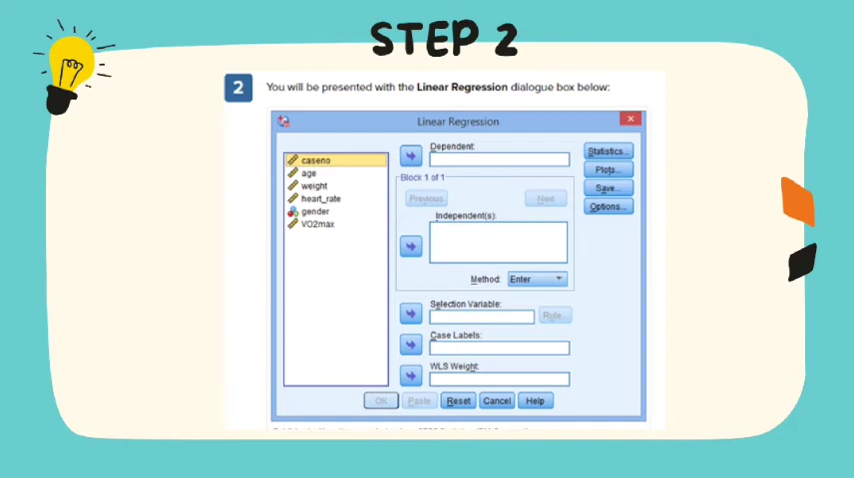 STEP 2
2 You will be presented with the Linear Regression dialogue box below:
Linear Regression
caseno
age
weight
heart_rate
gender
VO2max
Dependent:
Block 1 of 1
Previous
Next
Independent(s):
Method: Enter
Selection Variable:
Rule...
Case Labels:
WLS Weight:
Statistics...
Plots...
Save...
Options...
OK Paste Reset Cancel Help